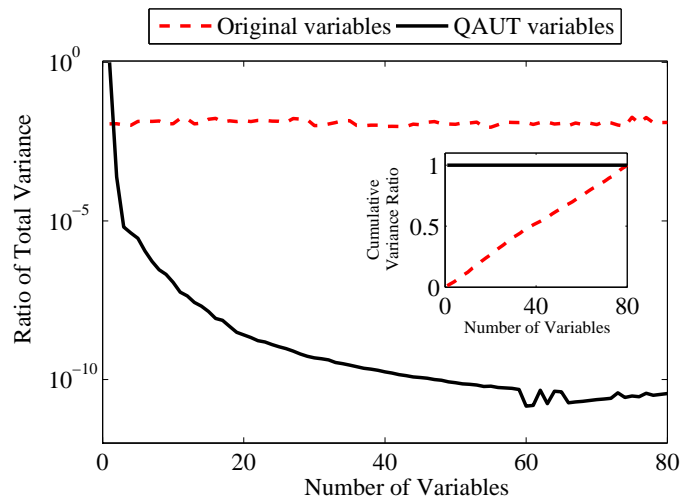 Original variables QAUT variables
Ratio of Total Variance
10^0
10^-5
10^-10
0 20 40 60 80
Number of Variables
Cumulative
Variance Ratio
1
0.5
0
0 40 80
Number of Variables